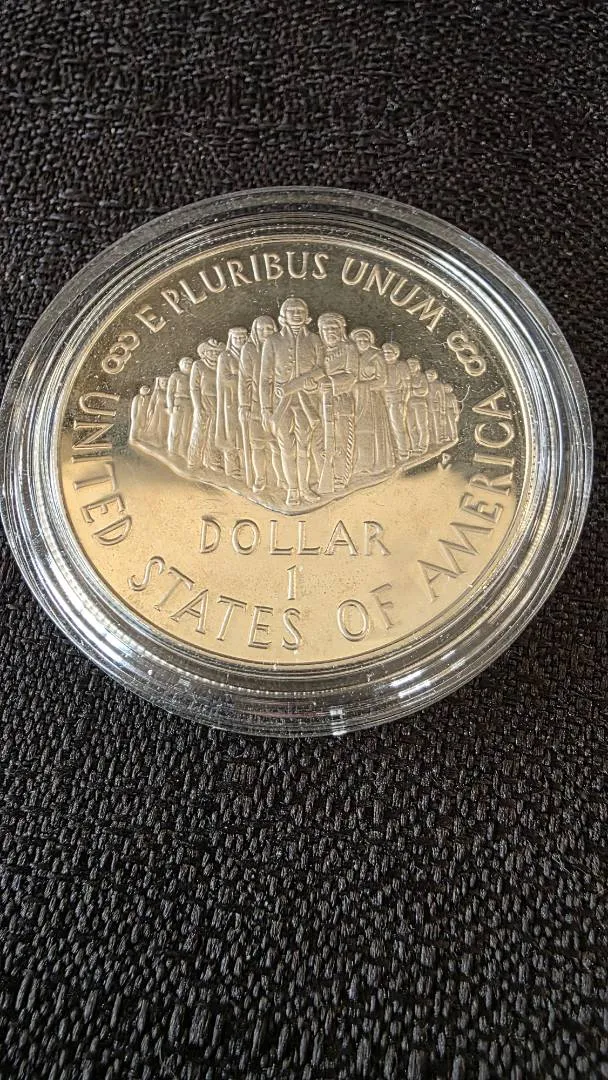 E PLURIBUS UNUM
DOLLAR
1
UNITED STATES OF AMERICA
P